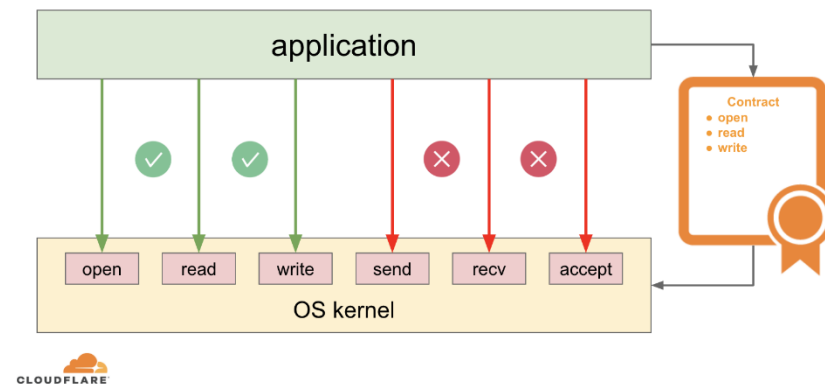 application
Contract
● open
● read
● write
open
read
write
send
recv
accept
OS kernel
CLOUDFLARE